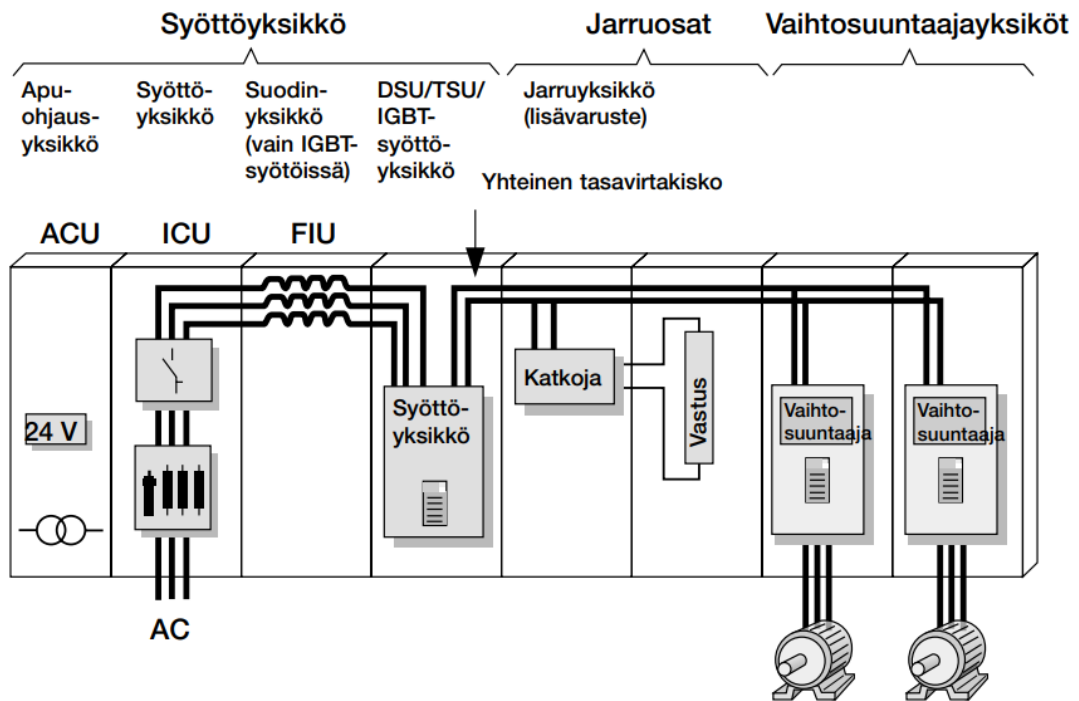 Syöttöyksikkö
Jarruosat
Vaihtosuuntaajayksiköt
Apu-
ohjaus-
yksikkö
Syöttö-
yksikkö
Suodin-
yksikkö
(vain IGBT-
syötöissä)
DSU/TSU/
IGBT-
syöttö-
yksikkö
Jarruyksikkö
(lisävaruste)
Yhteinen tasavirtakisko
ACU
ICU
FIU
24 V
AC
Syöttö-
yksikkö
Katkoja
Vastus
Vaihto-
suuntaaja
Vaihto-
suuntaaja